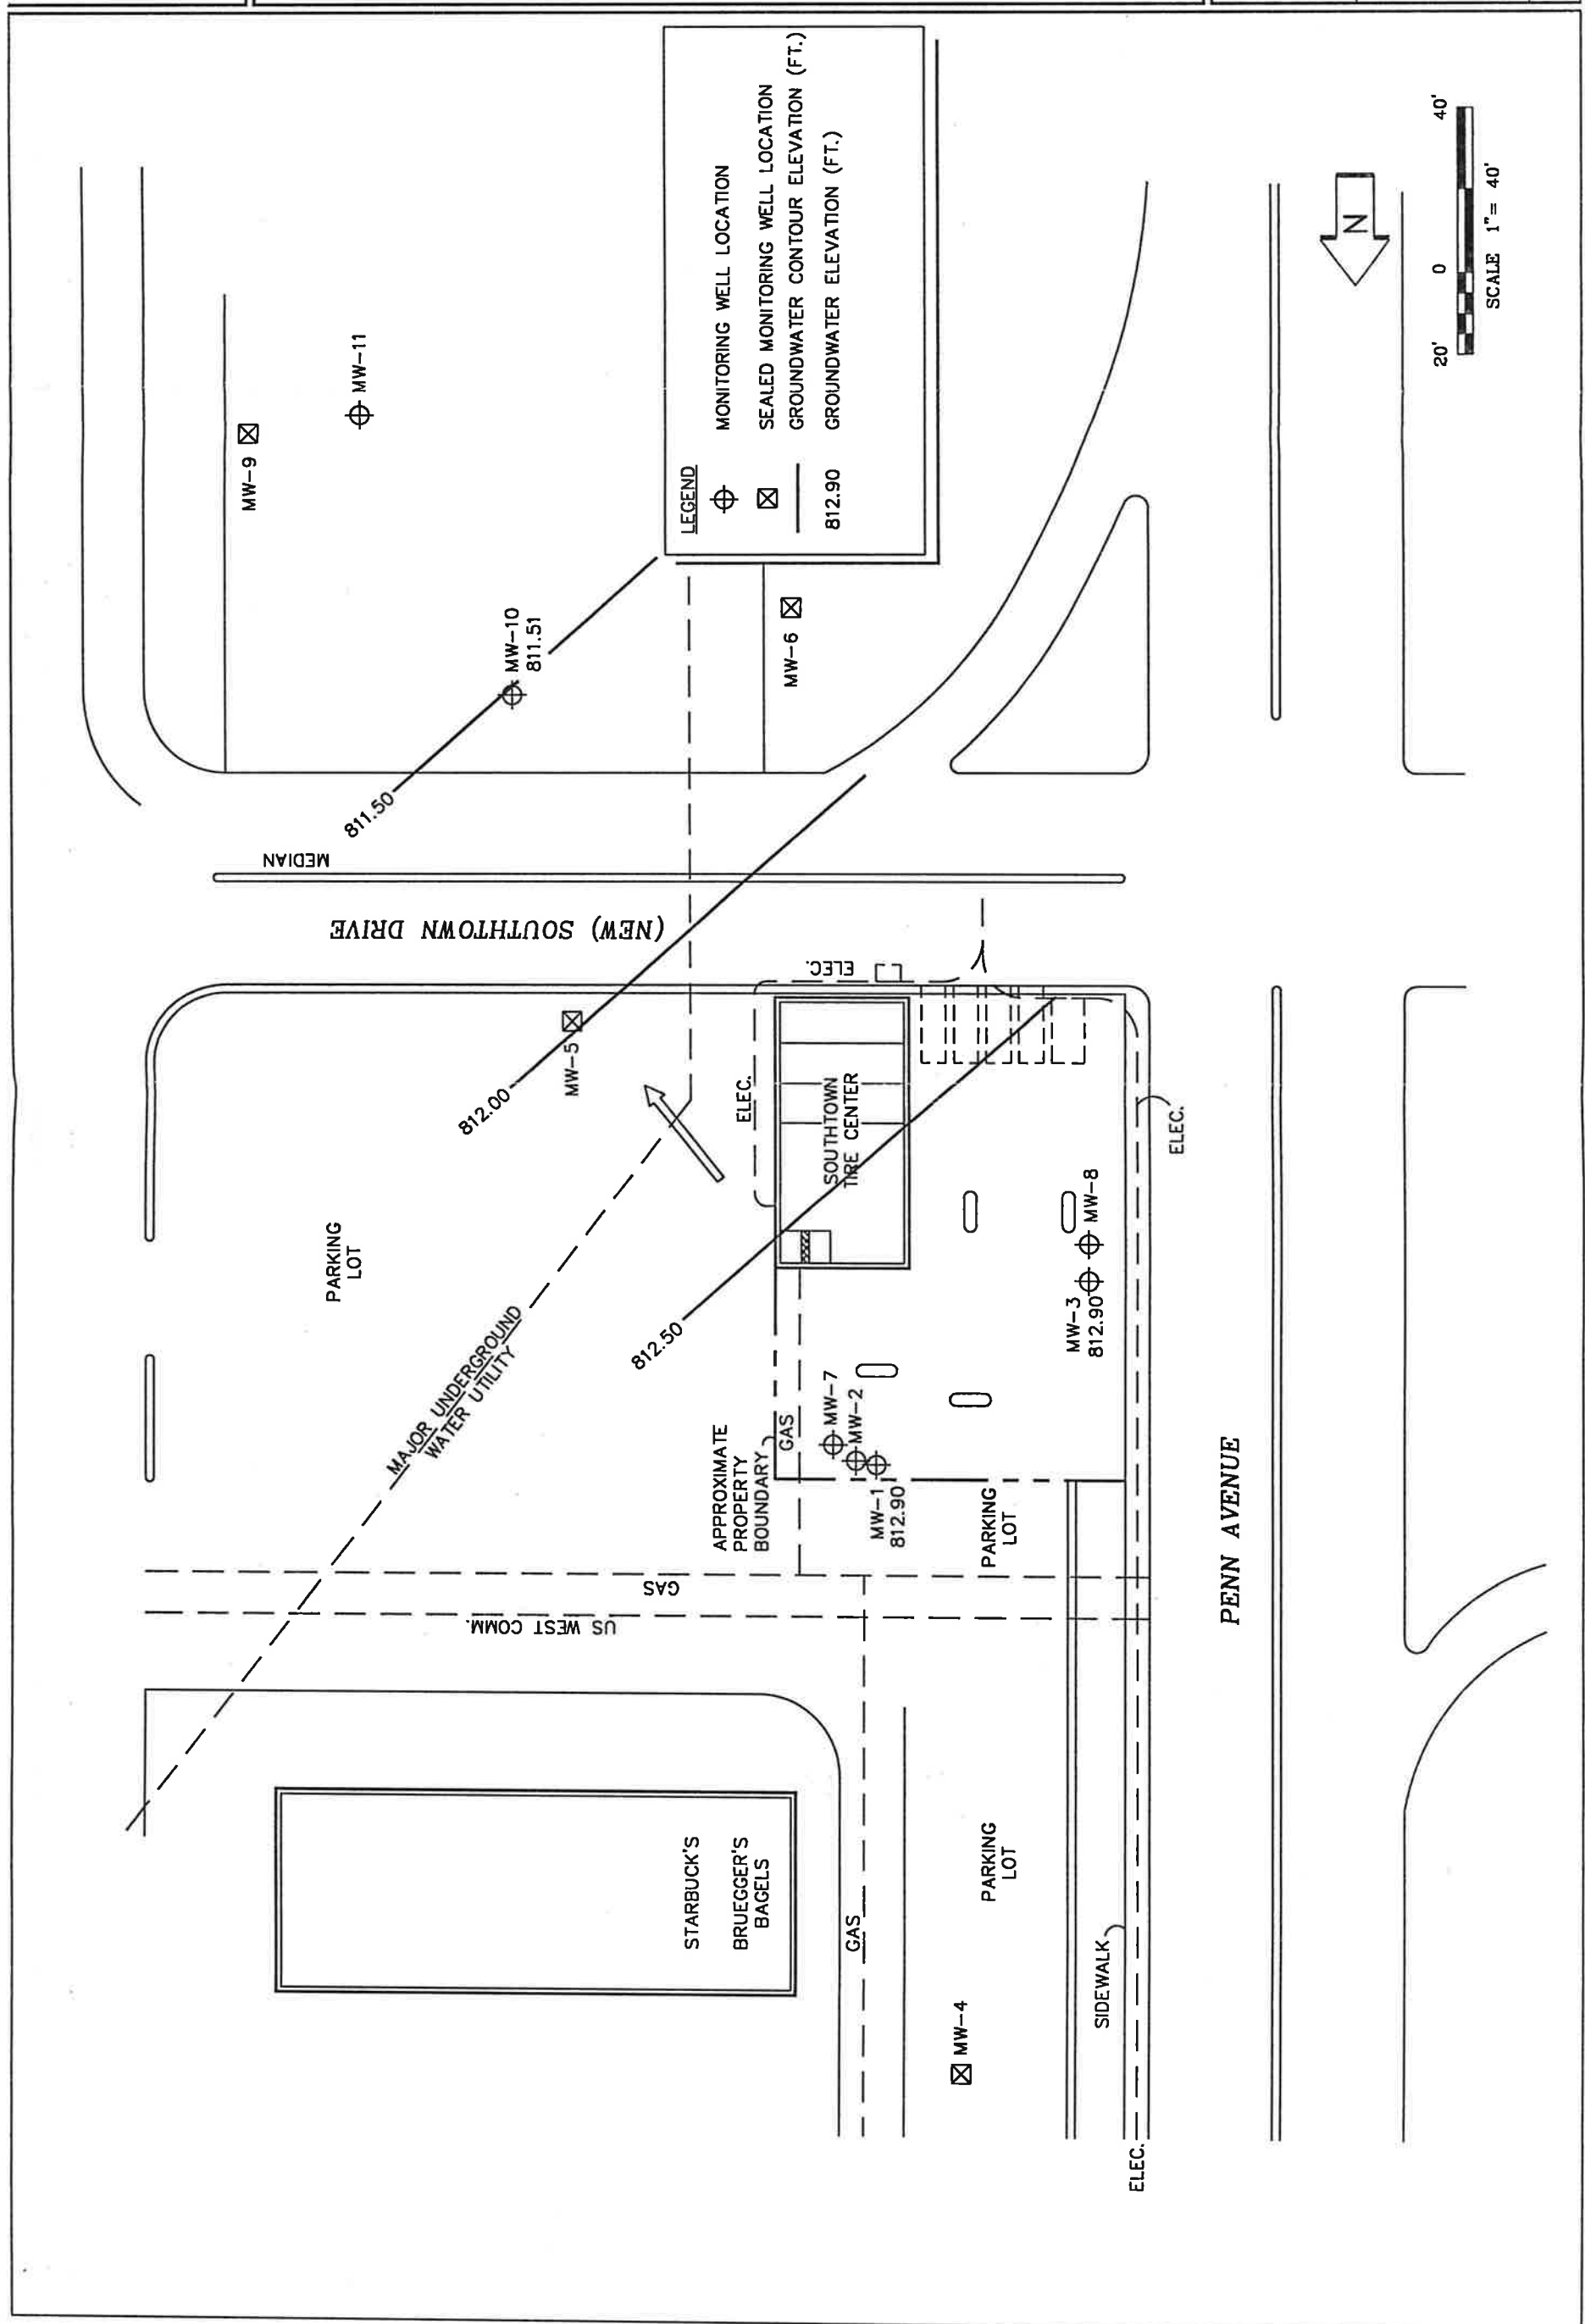 MW-9
MW-11
MW-10
811.51
811.50
MW-6
LEGEND
MONITORING WELL LOCATION
SEALED MONITORING WELL LOCATION
GROUNDWATER CONTOUR ELEVATION (FT.)
812.90 GROUNDWATER ELEVATION (FT.)
N
20' 0 40'
SCALE 1"= 40'
MEDIAN
(NEW) SOUTHTOWN DRIVE
MW-5
812.00
ELEC.
ELEC.
SOUTHTOWN
TIRE CENTER
ELEC.
PARKING
LOT
812.50
MAJOR UNDERGROUND
WATER UTILITY
MW-8
MW-3
812.90
MW-7
MW-2
MW-1
812.90
APPROXIMATE
PROPERTY
BOUNDARY
GAS
PARKING
LOT
GAS
US WEST COMM.
PENN AVENUE
STARBUCK'S
BRUEGGER'S
BAGELS
GAS
PARKING
LOT
SIDEWALK
MW-4
ELEC.